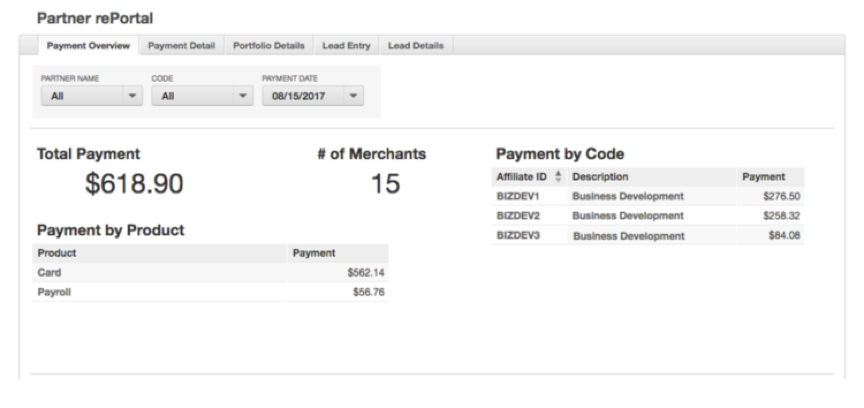 Partner rePortal
Payment Overview Payment Detail Portfolio Details Lead Entry Lead Details
PARTNER NAME CODE PAYMENT DATE
All All 08/15/2017
Total Payment # of Merchants
$618.90 15
Payment by Product
Product Payment
Card $562.14
Payroll $56.76
Payment by Code
Affiliate ID Description Payment
BIZDEV1 Business Development $276.50
BIZDEV2 Business Development $258.32
BIZDEV3 Business Development $84.08